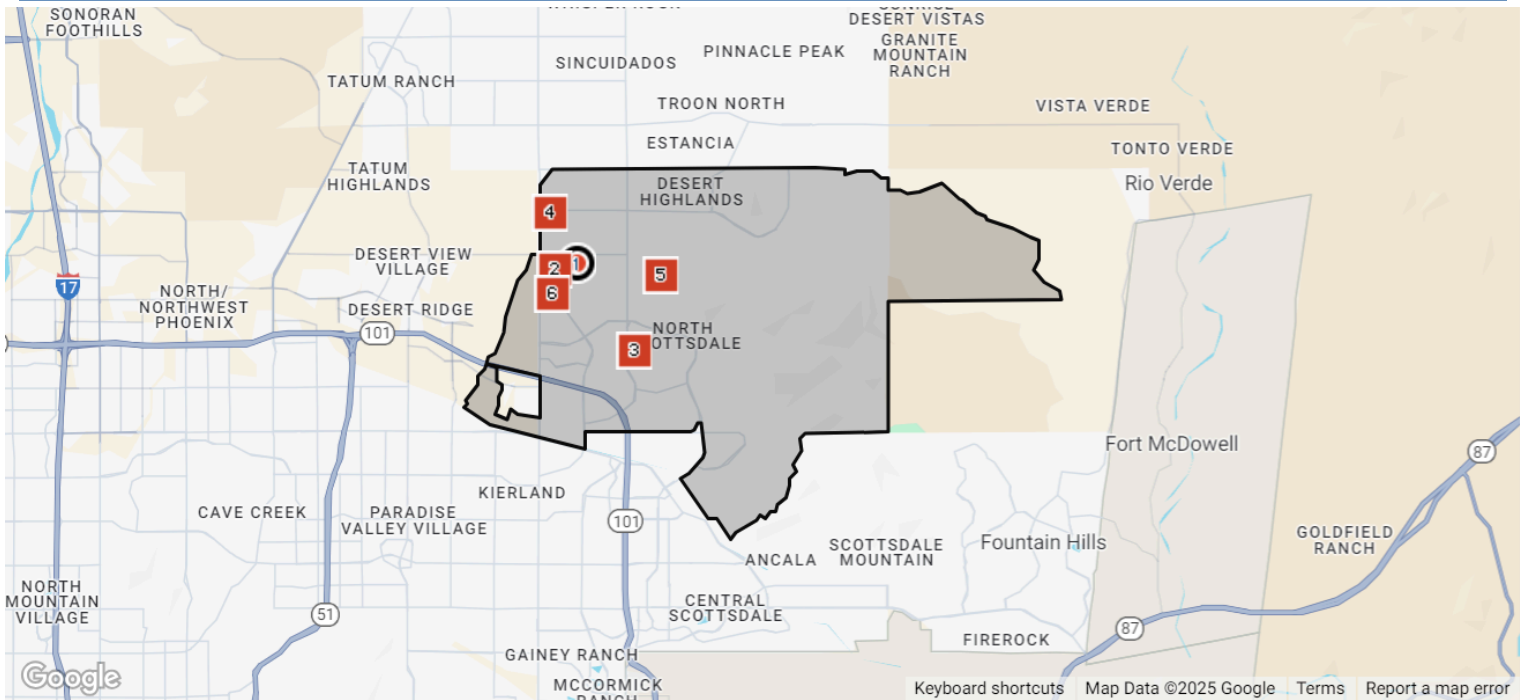 SONORAN
FOOTHILLS
DESERT VISTAS
GRANITE
MOUNTAIN
RANCH
PINNACLE PEAK
SINCUIDADOS
TATUM RANCH
TROON NORTH
VISTA VERDE
ESTANCIA
TONTO VERDE
TATUM
HIGHLANDS
DESERT
HIGHLANDS
Rio Verde
4
DESERT VIEW
VILLAGE
2
1
5
6
17
NORTH/
NORTHWEST
PHOENIX
DESERT RIDGE
101
NORTH
OTTSDALE
3
Fort McDowell
87
KIERLAND
CAVE CREEK
PARADISE
VALLEY VILLAGE
101
GOLDFIELD
RANCH
SCOTTSDALE
MOUNTAIN
Fountain Hills
ANCALA
NORTH
MOUNTAIN
VILLAGE
51
CENTRAL
SCOTTSDALE
87
FIREROCK
GAINEY RANCH
MCCORMICK
Google
Keyboard shortcuts Map Data ©2025 Google Terms Report a map error